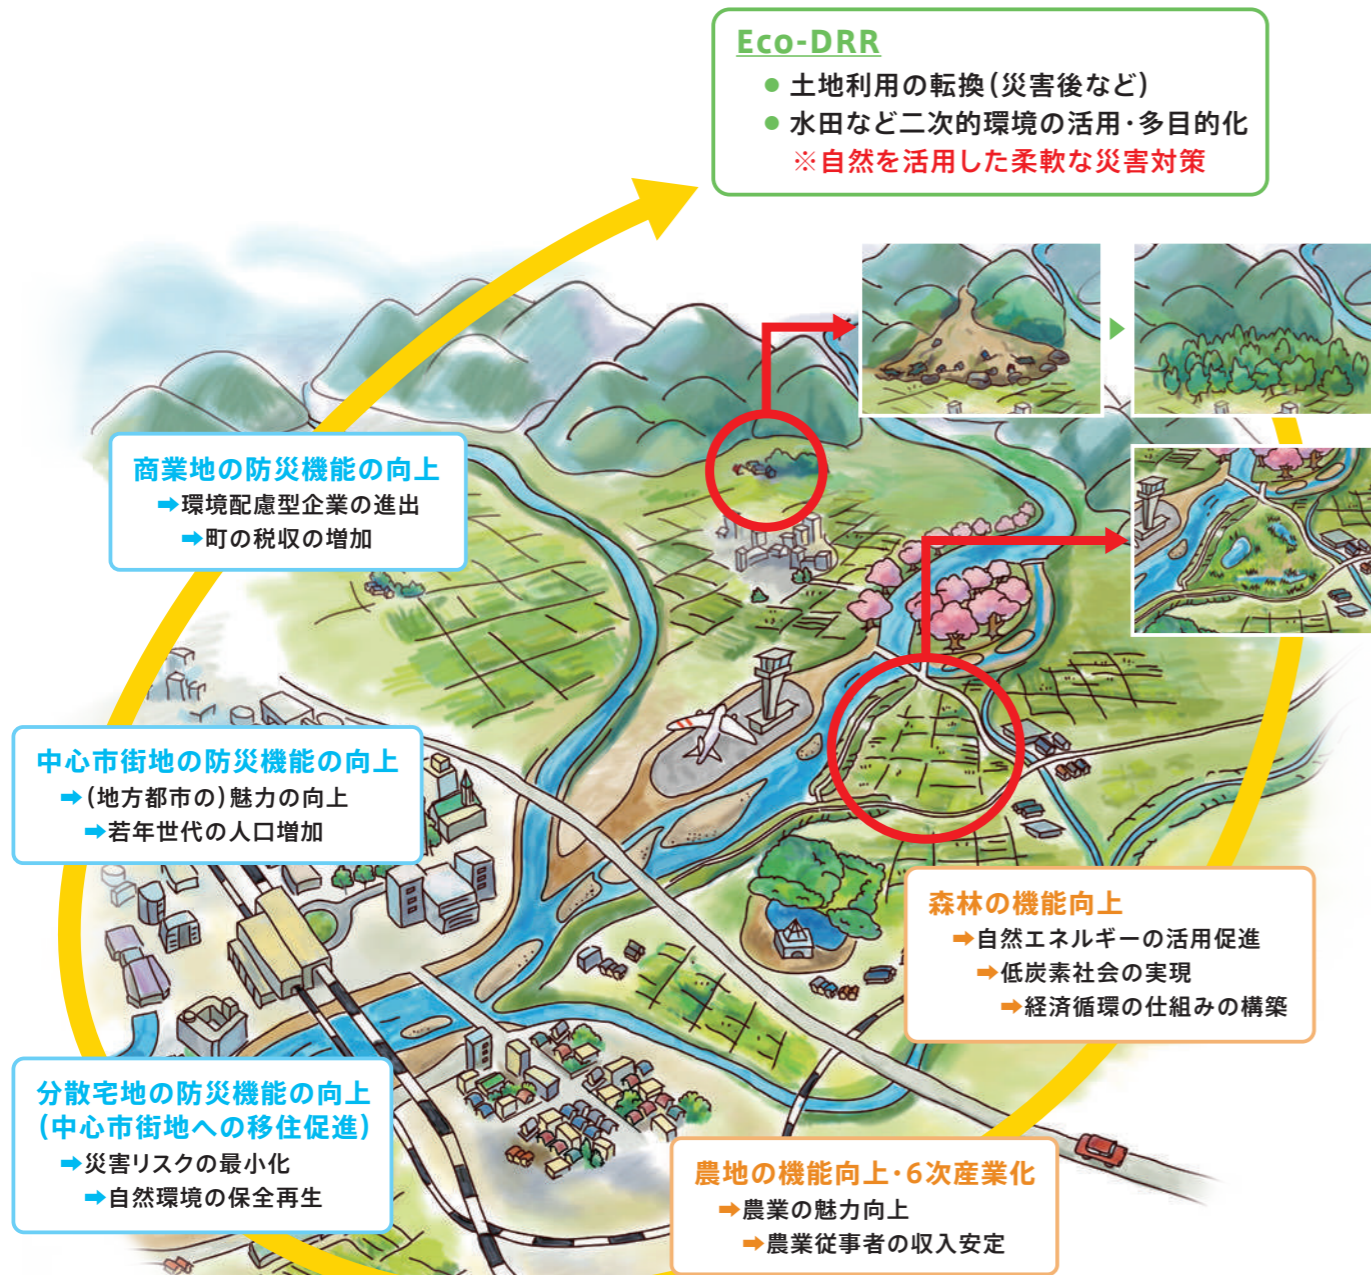 Eco-DRR
● 土地利用の転換(災害後など)
● 水田など二次的環境の活用・多目的化
※自然を活用した柔軟な災害対策
商業地の防災機能の向上
➡環境配慮型企業の進出
➡町の税収の増加
中心市街地の防災機能の向上
➡(地方都市の)魅力の向上
➡若年世代の人口増加
分散宅地の防災機能の向上
(中心市街地への移住促進)
➡災害リスクの最小化
➡自然環境の保全再生
森林の機能向上
➡自然エネルギーの活用促進
➡低炭素社会の実現
➡経済循環の仕組みの構築
農地の機能向上・6次産業化
➡農業の魅力向上
➡農業従事者の収入安定